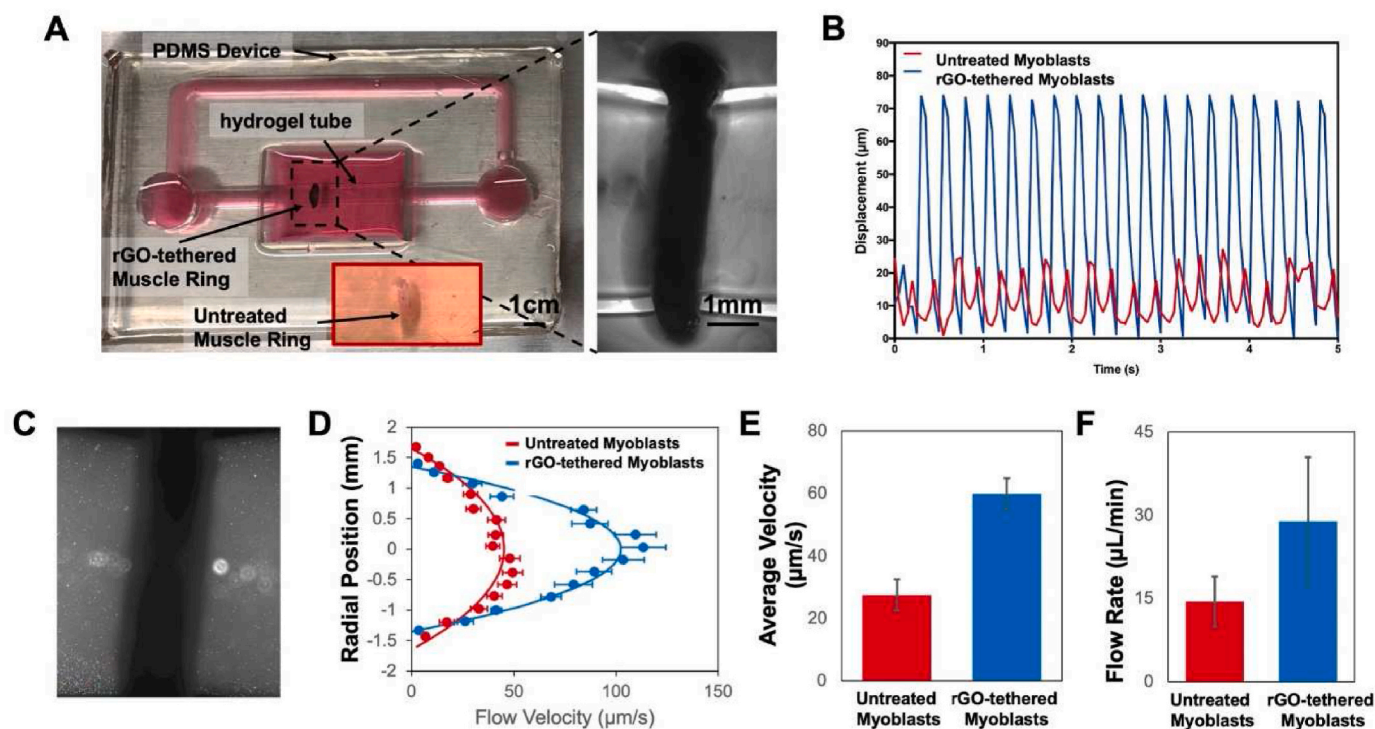 A
PDMS Device
hydrogel tube
rGO-tethered
Muscle Ring
Untreated
Muscle Ring
1cm
1mm
B
Untreated Myoblasts
rGO-tethered Myoblasts
Displacement (µm)
90
80
70
60
50
40
30
20
10
0
0 1 2 3 4 5
Time (s)
C
D
Untreated Myoblasts
rGO-tethered Myoblasts
Radial Position (mm)
2
1.5
1
0.5
0
-0.5
-1
-1.5
-2
0 50 100 150
Flow Velocity (µm/s)
E
Average Velocity
(µm/s)
80
60
40
20
0
Untreated rGO-tethered
Myoblasts Myoblasts
F
Flow Rate (µL/min)
45
30
15
0
Untreated rGO-tethered
Myoblasts Myoblasts